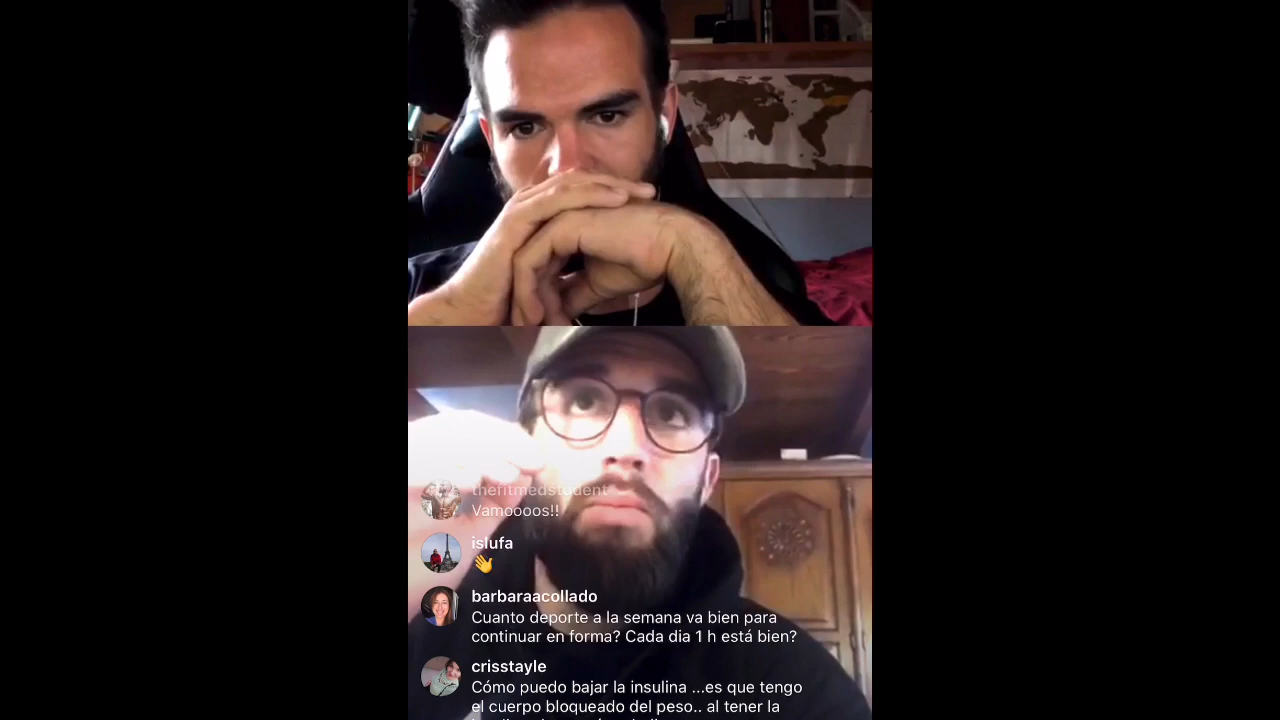 thefitmedstudent
Vamoooos!!
islufa
👋
barbaraacollado
Cuanto deporte a la semana va bien para
continuar en forma? Cada dia 1 h está bien?
crisstayle
Cómo puedo bajar la insulina ...es que tengo
el cuerpo bloqueado del peso.. al tener la